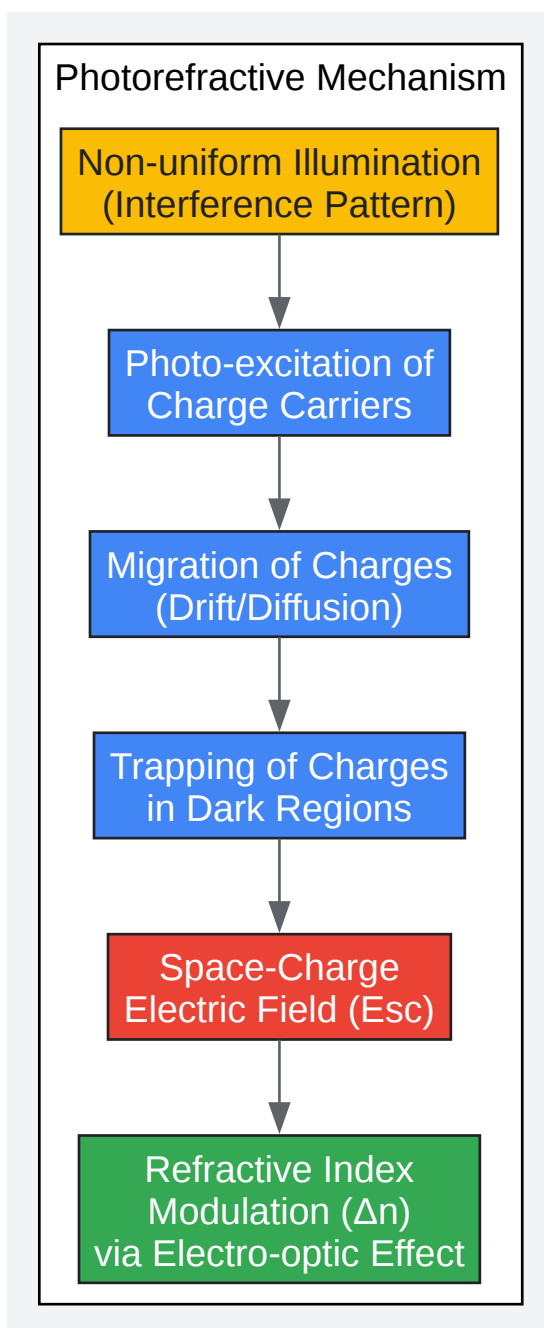 Photorefractive Mechanism
Non-uniform Illumination
(Interference Pattern)
Photo-excitation of
Charge Carriers
Migration of Charges
(Drift/Diffusion)
Trapping of Charges
in Dark Regions
Space-Charge
Electric Field (Esc)
Refractive Index
Modulation (Δn)
via Electro-optic Effect